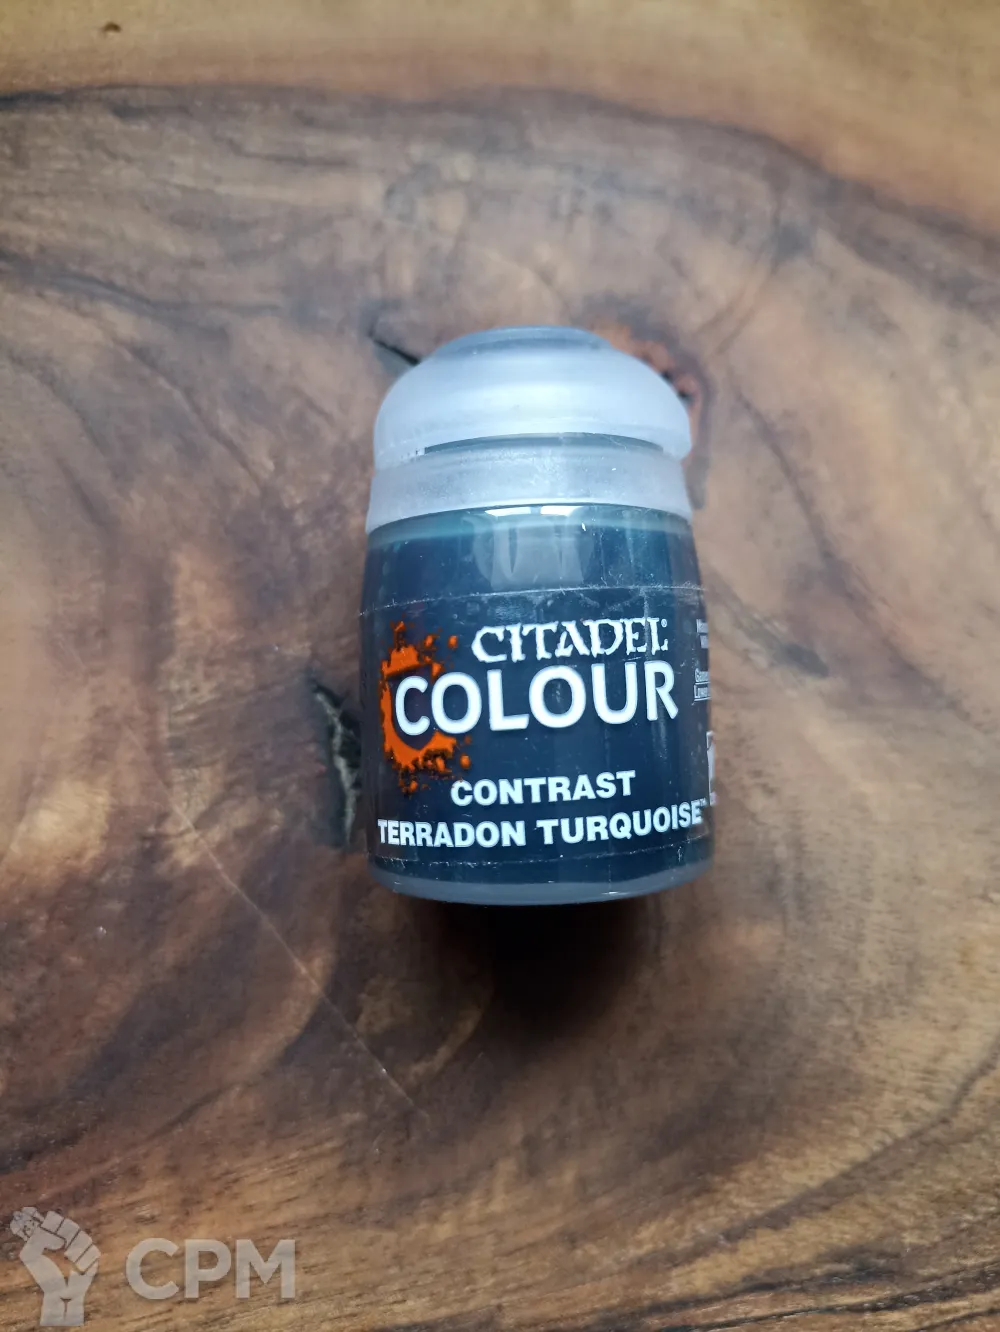 CITADEL
COLOUR
CONTRAST
TERRADON TURQUOISE™
CPM